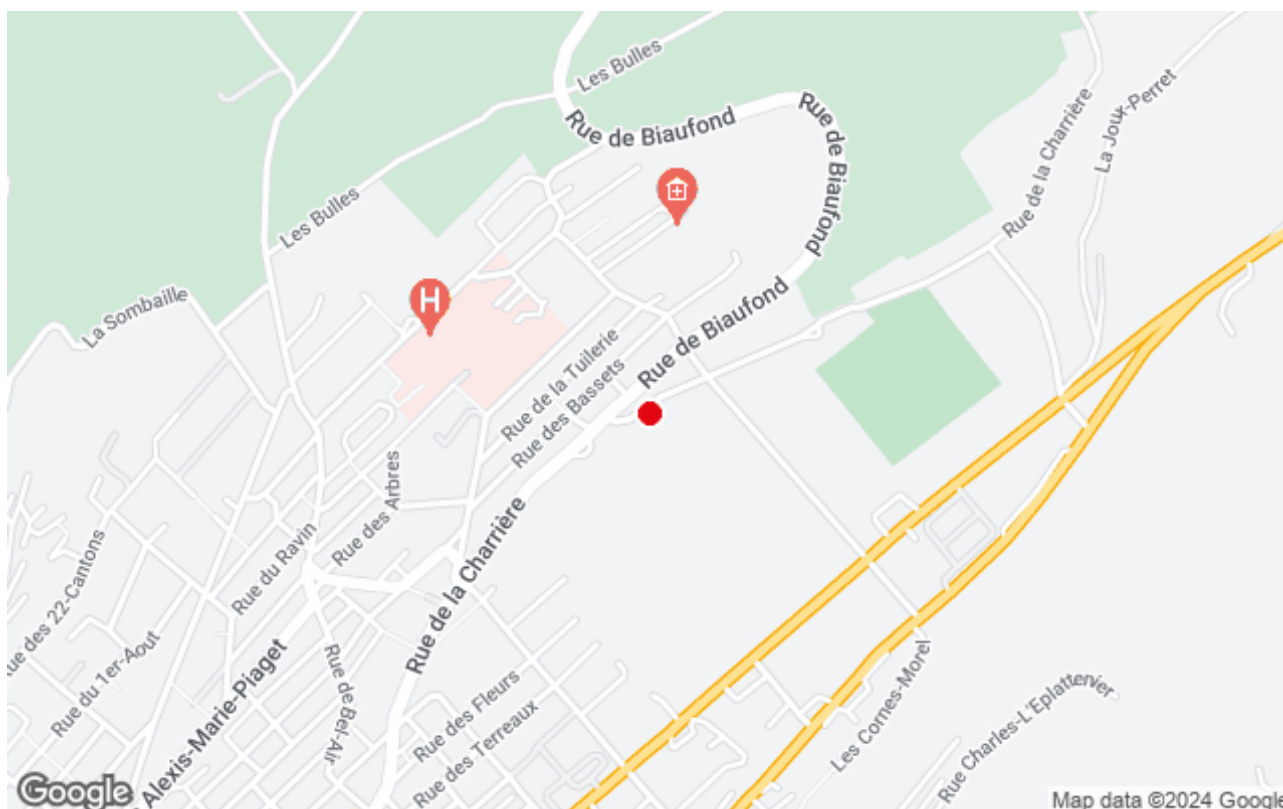 Les Bulles
Rue de Biaufond
Rue de Biaufond
Rue de la Charrière
La Joux-Perret
Les Bulles
La Sombaille
H
Rue de Biaufond
Rue de la Tuilerie
Rue des Bassets
Rue des Arbres
Rue du Ravin
Rue de la Charrière
Rue des 22-Cantons
Rue du 1er-Aout
Rue de Bel-Air
Alexis-Marie-Piaget
Rue des Fleurs
Rue des Terreaux
Les Cornes-Morel
Rue Charles-L'Eplattenier
Google
Map data ©2024 Google